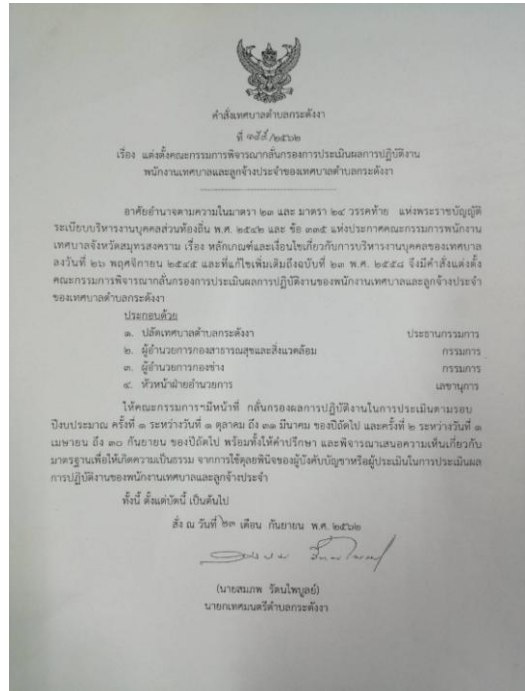 คำสั่งเทศบาลตำบลกระดังงา
ที่ /๒๕๖๒
เรื่อง แต่งตั้งคณะกรรมการพิจารณากลั่นกรองการประเมินผลการปฏิบัติงาน
พนักงานเทศบาลและลูกจ้างประจำของเทศบาลตำบลกระดังงา
อาศัยอำนาจตามความในมาตรา ๒๓ และ มาตรา ๒๔ วรรคท้าย แห่งพระราชบัญญัติ
ระเบียบบริหารงานบุคคลส่วนท้องถิ่น พ.ศ. ๒๕๔๒ และ ข้อ ๓๓๕ แห่งประกาศคณะกรรมการพนักงาน
เทศบาลจังหวัดสมุทรสงคราม เรื่อง หลักเกณฑ์และเงื่อนไขเกี่ยวกับการบริหารงานบุคคลของเทศบาล
ลงวันที่ ๒๖ พฤศจิกายน ๒๕๔๕ และที่แก้ไขเพิ่มเติมถึงฉบับที่ ๒๓ พ.ศ. ๒๕๕๘ จึงมีคำสั่งแต่งตั้ง
คณะกรรมการพิจารณากลั่นกรองการประเมินผลการปฏิบัติงานของพนักงานเทศบาลและลูกจ้างประจำ
ของเทศบาลตำบลกระดังงา
ประกอบด้วย
๑. ปลัดเทศบาลตำบลกระดังงา ประธานกรรมการ
๒. ผู้อำนวยการกองสาธารณสุขและสิ่งแวดล้อม กรรมการ
๓. ผู้อำนวยการกองช่าง กรรมการ
๔. หัวหน้าฝ่ายอำนวยการ เลขานุการ
ให้คณะกรรมการฯมีหน้าที่ กลั่นกรองผลการปฏิบัติงานในการประเมินตามรอบ
ปีงบประมาณ ครั้งที่ ๑ ระหว่างวันที่ ๑ ตุลาคม ถึง ๓๑ มีนาคม ของปีถัดไป และครั้งที่ ๒ ระหว่างวันที่ ๑
เมษายน ถึง ๓๐ กันยายน ของปีถัดไป พร้อมทั้งให้คำปรึกษา และพิจารณาเสนอความเห็นเกี่ยวกับ
มาตรฐานเพื่อให้เกิดความเป็นธรรม จากการใช้ดุลยพินิจของผู้บังคับบัญชาหรือผู้ประเมินในการประเมินผล
การปฏิบัติงานของพนักงานเทศบาลและลูกจ้างประจำ
ทั้งนี้ ตั้งแต่บัดนี้ เป็นต้นไป
สั่ง ณ วันที่ ๒๓ เดือน กันยายน พ.ศ. ๒๕๖๒
(นายสมภพ รัตนไพบูลย์)
นายกเทศมนตรีตำบลกระดังงา